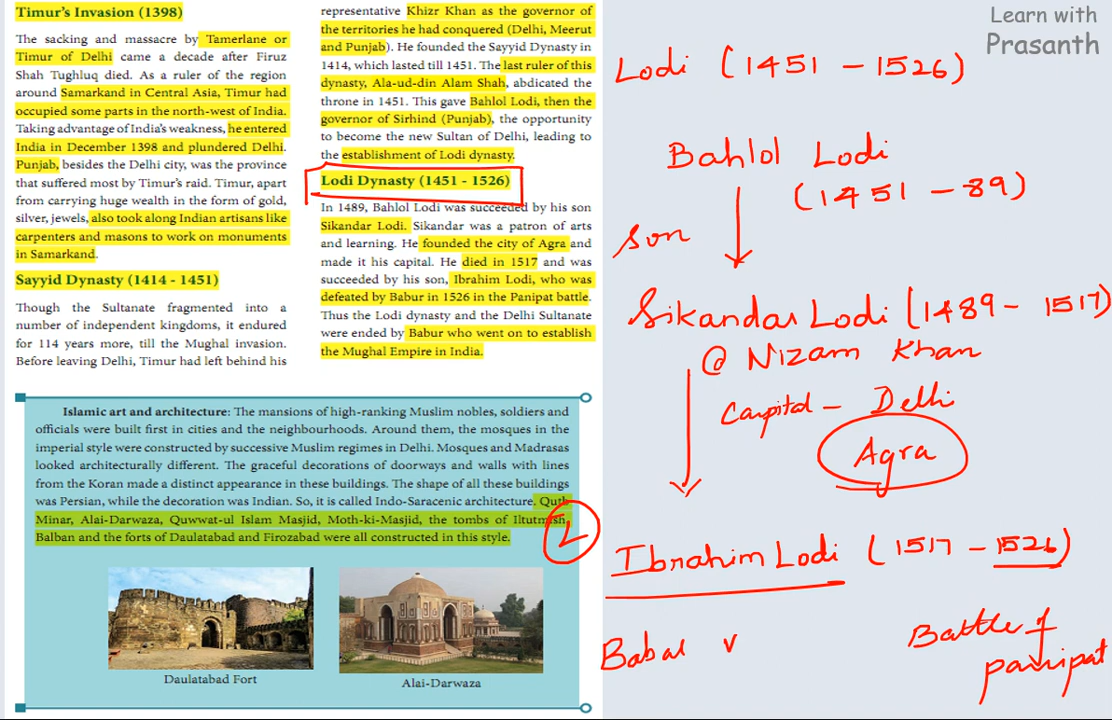 Timur's Invasion (1398)
The sacking and massacre by Tamerlane or
Timur of Delhi came a decade after Firuz
Shah Tughluq died. As a ruler of the region
around Samarkand in Central Asia, Timur had
occupied some parts in the north-west of India.
Taking advantage of India's weakness, he entered
India in December 1398 and plundered Delhi.
Punjab, besides the Delhi city, was the province
that suffered most by Timur's raid. Timur, apart
from carrying huge wealth in the form of gold,
silver, jewels, also took along Indian artisans like
carpenters and masons to work on monuments
in Samarkand.
Sayyid Dynasty (1414 - 1451)
Though the Sultanate fragmented into a
number of independent kingdoms, it endured
for 114 years more, till the Mughal invasion.
Before leaving Delhi, Timur had left behind his
representative Khizr Khan as the governor of
the territories he had conquered (Delhi, Meerut
and Punjab). He founded the Sayyid Dynasty in
1414, which lasted till 1451. The last ruler of this
dynasty, Ala-ud-din Alam Shah, abdicated the
throne in 1451. This gave Bahlol Lodi, then the
governor of Sirhind (Punjab), the opportunity
to become the new Sultan of Delhi, leading to
the establishment of Lodi dynasty.
Lodi Dynasty (1451 - 1526)
In 1489, Bahlol Lodi was succeeded by his son
Sikandar Lodi. Sikandar was a patron of arts
and learning. He founded the city of Agra and
made it his capital. He died in 1517 and was
succeeded by his son, Ibrahim Lodi, who was
defeated by Babur in 1526 in the Panipat battle.
Thus the Lodi dynasty and the Delhi Sultanate
were ended by Babur who went on to establish
the Mughal Empire in India.
Islamic art and architecture: The mansions of high-ranking Muslim nobles, soldiers and
officials were built first in cities and the neighbourhoods. Around them, the mosques in the
imperial style were constructed by successive Muslim regimes in Delhi. Mosques and Madrasas
looked architecturally different. The graceful decorations of doorways and walls with lines
from the Koran made a distinct appearance in these buildings. The shape of all these buildings
was Persian, while the decoration was Indian. So, it is called Indo-Saracenic architecture. Qutb
Minar, Alai-Darwaza, Quwwat-ul Islam Masjid, Moth-ki-Masjid, the tombs of Iltutmish,
Balban and the forts of Daulatabad and Firozabad were all constructed in this style.
Daulatabad Fort
Alai-Darwaza
Learn with
Prasanth
Lodi (1451 - 1526)
Bahlol Lodi
(1451 - 89)
Son
Sikandar Lodi (1489 - 1517)
@ Nizam Khan
Capital - Delhi
Agra
Ibrahim Lodi (1517 - 1526)
Babar v Battle of
panipat